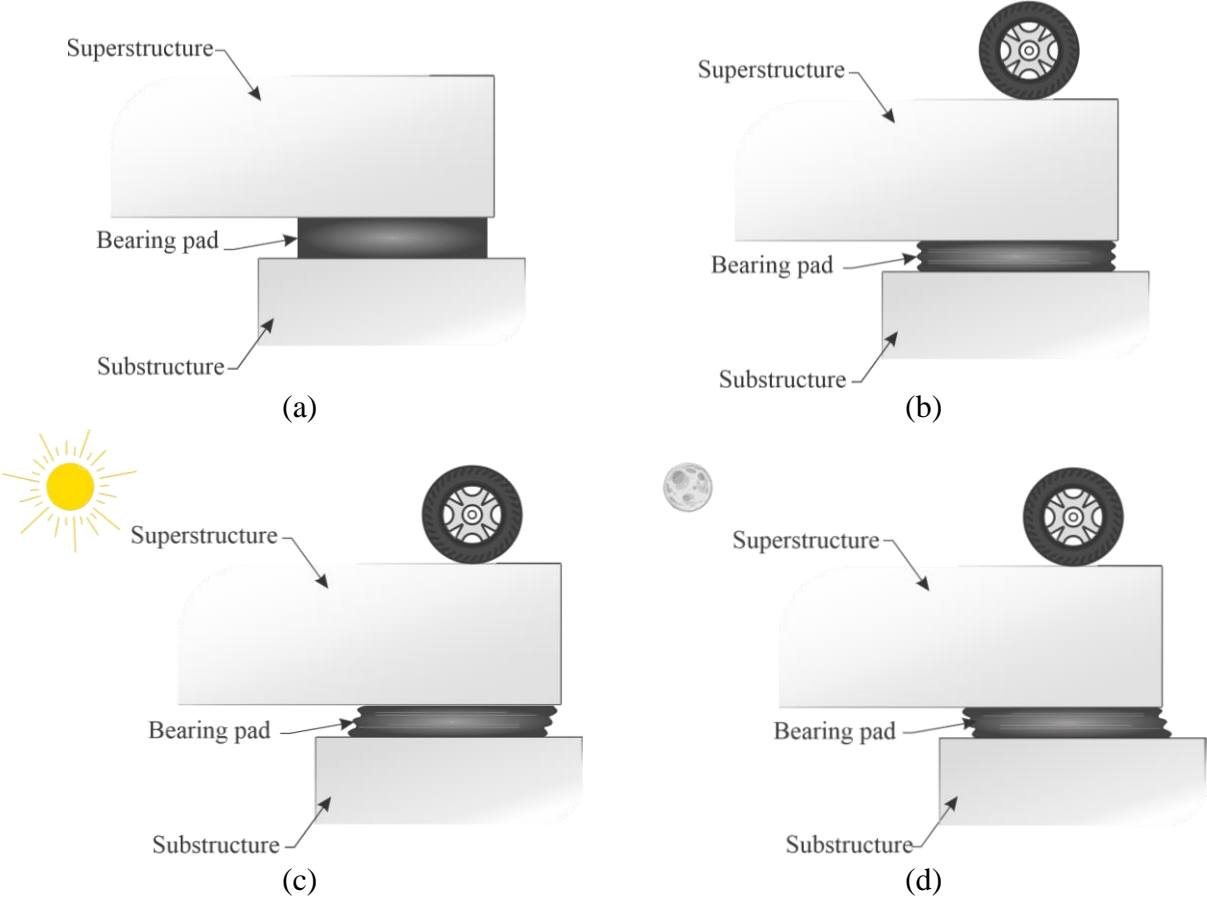 Superstructure
Bearing pad
Substructure
(a)
Superstructure
Bearing pad
Substructure
(b)
Superstructure
Bearing pad
Substructure
(c)
Superstructure
Bearing pad
Substructure
(d)